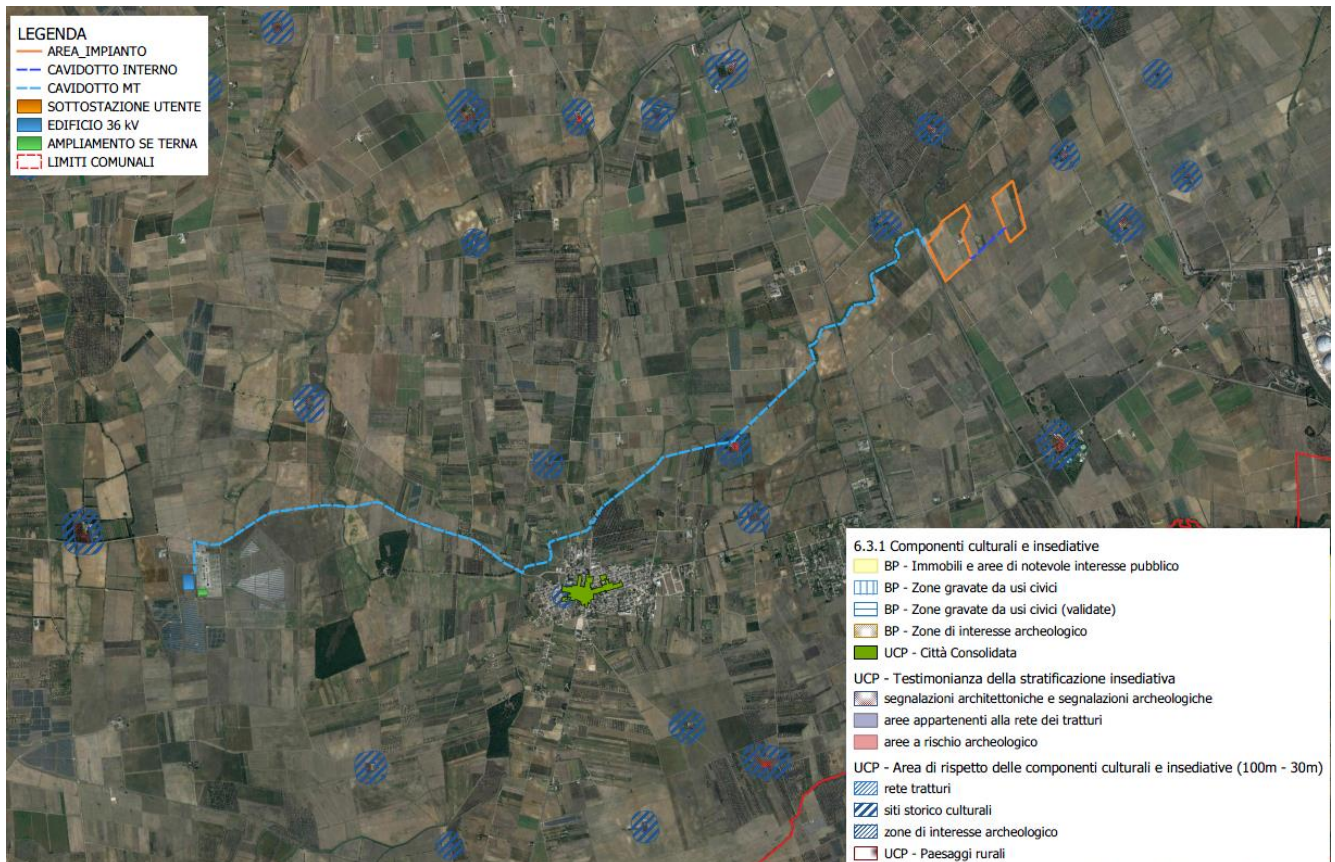 LEGENDA
AREA_IMPIANTO
CAVIDOTTO INTERNO
CAVIDOTTO MT
SOTTOSTAZIONE UTENTE
EDIFICIO 36 kV
AMPLIAMENTO SE TERNA
LIMITI COMUNALI
6.3.1 Componenti culturali e insediative
BP - Immobili e aree di notevole interesse pubblico
BP - Zone gravate da usi civici
BP - Zone gravate da usi civici (validate)
BP - Zone di interesse archeologico
UCP - Città Consolidata
UCP - Testimonianza della stratificazione insediativa
segnalazioni architettoniche e segnalazioni archeologiche
aree appartenenti alla rete dei tratturi
aree a rischio archeologico
UCP - Area di rispetto delle componenti culturali e insediative (100m - 30m)
rete tratturi
siti storico culturali
zone di interesse archeologico
UCP - Paesaggi rurali